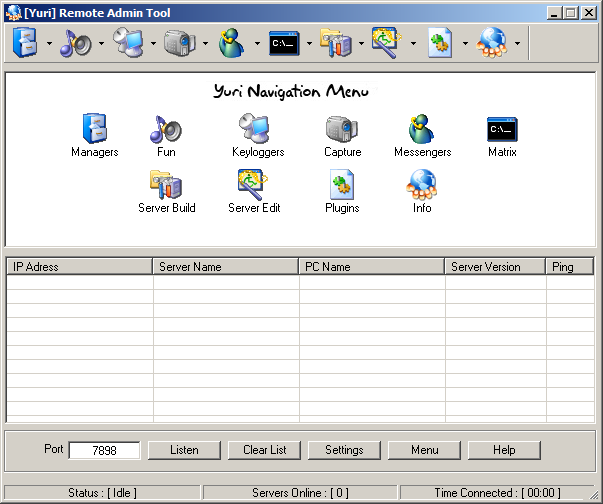 [Yuri] Remote Admin Tool
C:\_
Yuri Navigation Menu
C:\_
Managers Fun Keyloggers Capture Messengers Matrix
Server Build Server Edit Plugins Info
IP Adress Server Name PC Name Server Version Ping
Port 7898 Listen Clear List Settings Menu Help
Status : [ Idle ] Servers Online : [ 0 ] Time Connected : [ 00:00 ]